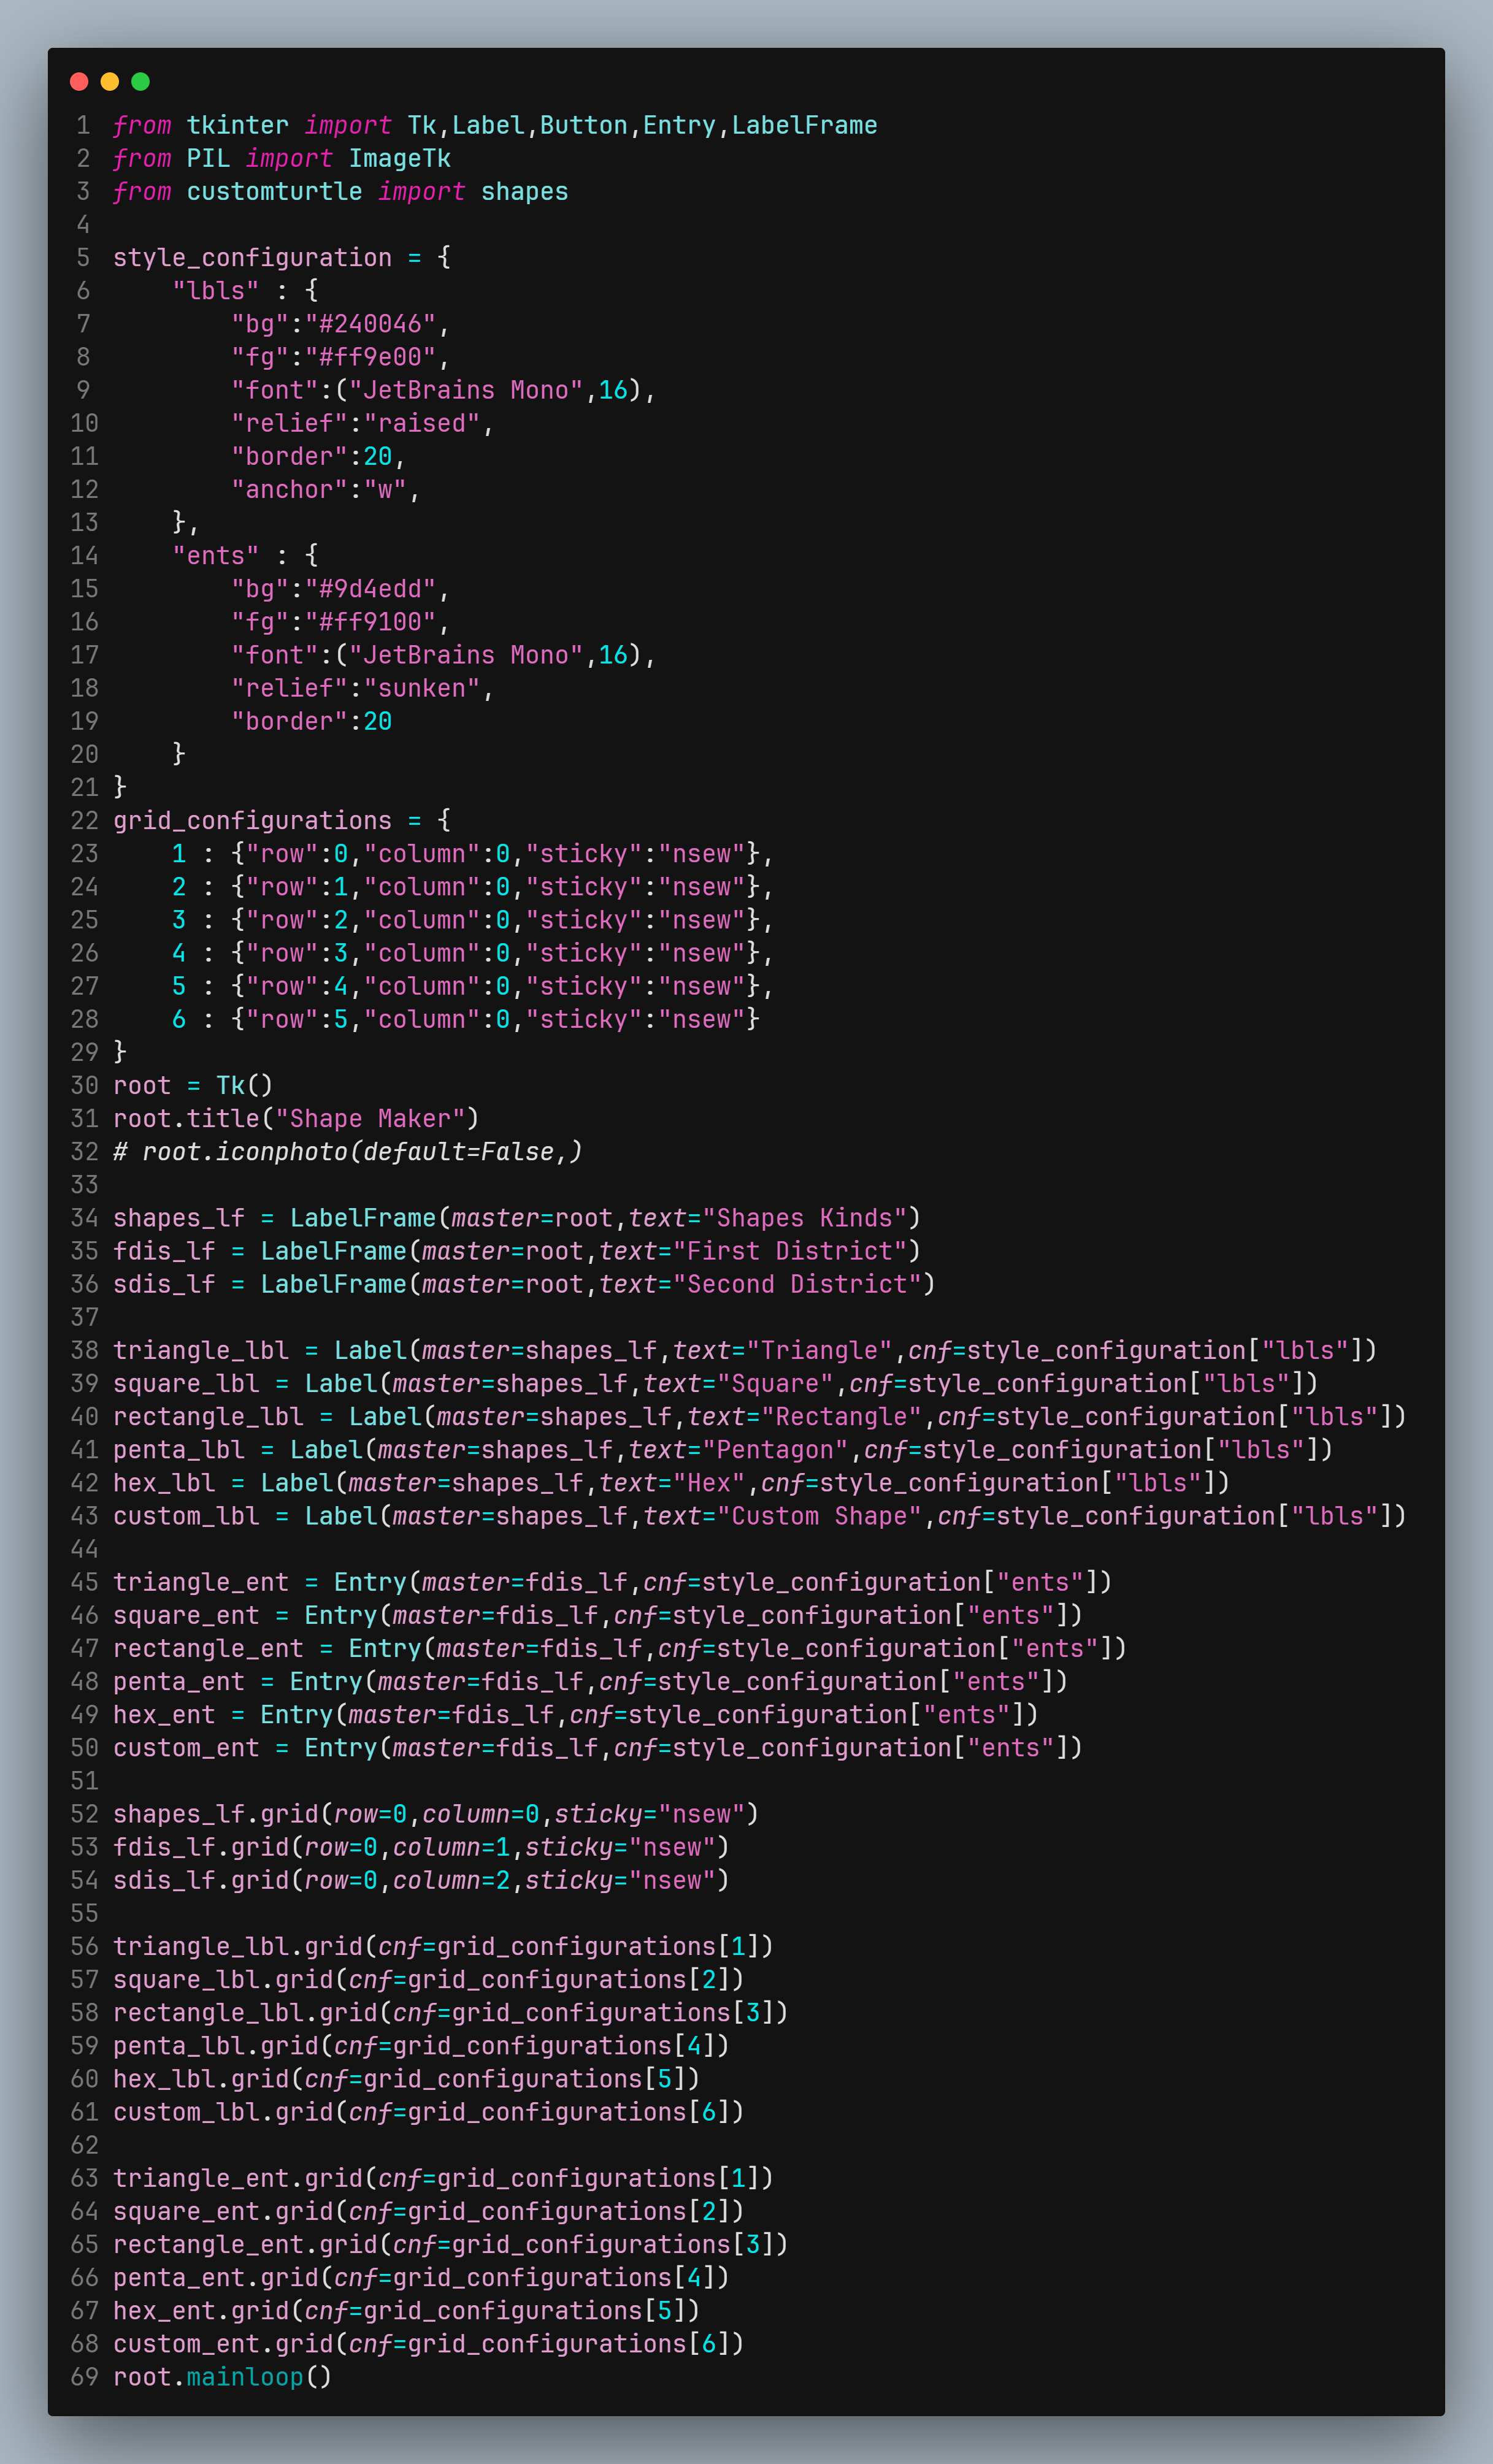 1 from tkinter import Tk,Label,Button,Entry,LabelFrame
2 from PIL import ImageTk
3 from customturtle import shapes
4
5 style_configuration = {
6     "lbls" : {
7         "bg":"#240046",
8         "fg":"#ff9e00",
9         "font":("JetBrains Mono",16),
10         "relief":"raised",
11         "border":20,
12         "anchor":"w",
13     },
14     "ents" : {
15         "bg":"#9d4edd",
16         "fg":"#ff9100",
17         "font":("JetBrains Mono",16),
18         "relief":"sunken",
19         "border":20
20     }
21 }
22 grid_configurations = {
23     1 : {"row":0,"column":0,"sticky":"nsew"},
24     2 : {"row":1,"column":0,"sticky":"nsew"},
25     3 : {"row":2,"column":0,"sticky":"nsew"},
26     4 : {"row":3,"column":0,"sticky":"nsew"},
27     5 : {"row":4,"column":0,"sticky":"nsew"},
28     6 : {"row":5,"column":0,"sticky":"nsew"}
29 }
30 root = Tk()
31 root.title("Shape Maker")
32 # root.iconphoto(default=False,)
33
34 shapes_lf = LabelFrame(master=root,text="Shapes Kinds")
35 fdis_lf = LabelFrame(master=root,text="First District")
36 sdis_lf = LabelFrame(master=root,text="Second District")
37
38 triangle_lbl = Label(master=shapes_lf,text="Triangle",cnf=style_configuration["lbls"])
39 square_lbl = Label(master=shapes_lf,text="Square",cnf=style_configuration["lbls"])
40 rectangle_lbl = Label(master=shapes_lf,text="Rectangle",cnf=style_configuration["lbls"])
41 penta_lbl = Label(master=shapes_lf,text="Pentagon",cnf=style_configuration["lbls"])
42 hex_lbl = Label(master=shapes_lf,text="Hex",cnf=style_configuration["lbls"])
43 custom_lbl = Label(master=shapes_lf,text="Custom Shape",cnf=style_configuration["lbls"])
44
45 triangle_ent = Entry(master=fdis_lf,cnf=style_configuration["ents"])
46 square_ent = Entry(master=fdis_lf,cnf=style_configuration["ents"])
47 rectangle_ent = Entry(master=fdis_lf,cnf=style_configuration["ents"])
48 penta_ent = Entry(master=fdis_lf,cnf=style_configuration["ents"])
49 hex_ent = Entry(master=fdis_lf,cnf=style_configuration["ents"])
50 custom_ent = Entry(master=fdis_lf,cnf=style_configuration["ents"])
51
52 shapes_lf.grid(row=0,column=0,sticky="nsew")
53 fdis_lf.grid(row=0,column=1,sticky="nsew")
54 sdis_lf.grid(row=0,column=2,sticky="nsew")
55
56 triangle_lbl.grid(cnf=grid_configurations[1])
57 square_lbl.grid(cnf=grid_configurations[2])
58 rectangle_lbl.grid(cnf=grid_configurations[3])
59 penta_lbl.grid(cnf=grid_configurations[4])
60 hex_lbl.grid(cnf=grid_configurations[5])
61 custom_lbl.grid(cnf=grid_configurations[6])
62
63 triangle_ent.grid(cnf=grid_configurations[1])
64 square_ent.grid(cnf=grid_configurations[2])
65 rectangle_ent.grid(cnf=grid_configurations[3])
66 penta_ent.grid(cnf=grid_configurations[4])
67 hex_ent.grid(cnf=grid_configurations[5])
68 custom_ent.grid(cnf=grid_configurations[6])
69 root.mainloop()